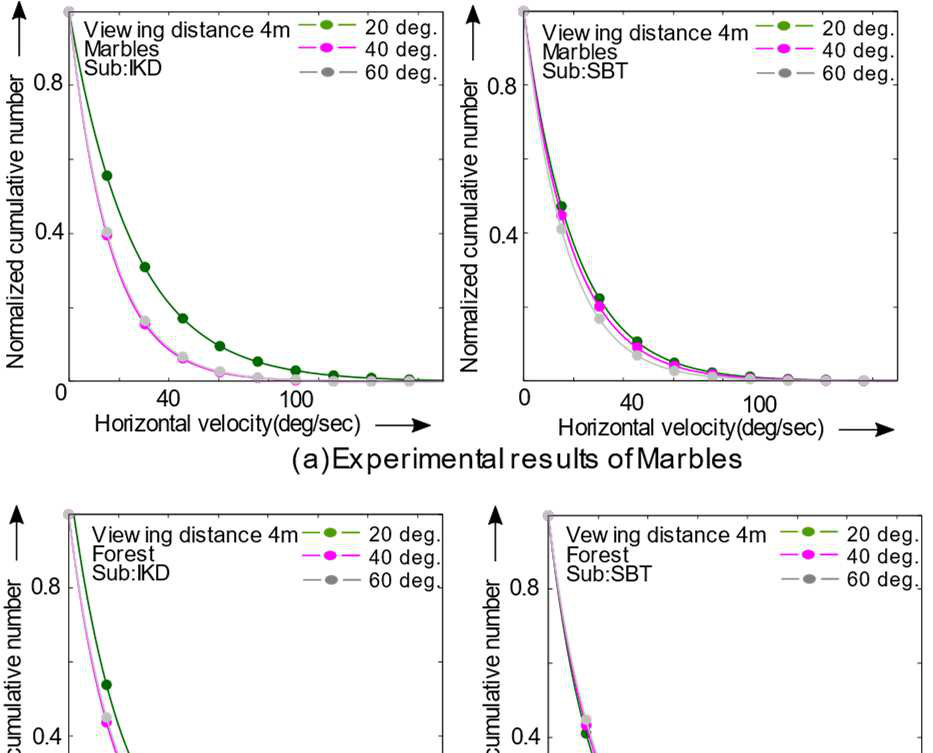 Viewing distance 4m
Marbles
Sub:IKD
20 deg.
40 deg.
60 deg.
0.8
0.4
Normalized cumulative number
0 40 100
Horizontal velocity(deg/sec)
Viewing distance 4m
Marbles
Sub:SBT
20 deg.
40 deg.
60 deg.
0.8
0.4
Normalized cumulative number
0 40 100
Horizontal velocity(deg/sec)
(a)Experimental results of Marbles
Viewing distance 4m
Forest
Sub:IKD
20 deg.
40 deg.
60 deg.
0.8
0.4
cumulative number
Viewing distance 4m
Forest
Sub:SBT
20 deg.
40 deg.
60 deg.
0.8
0.4
cumulative number